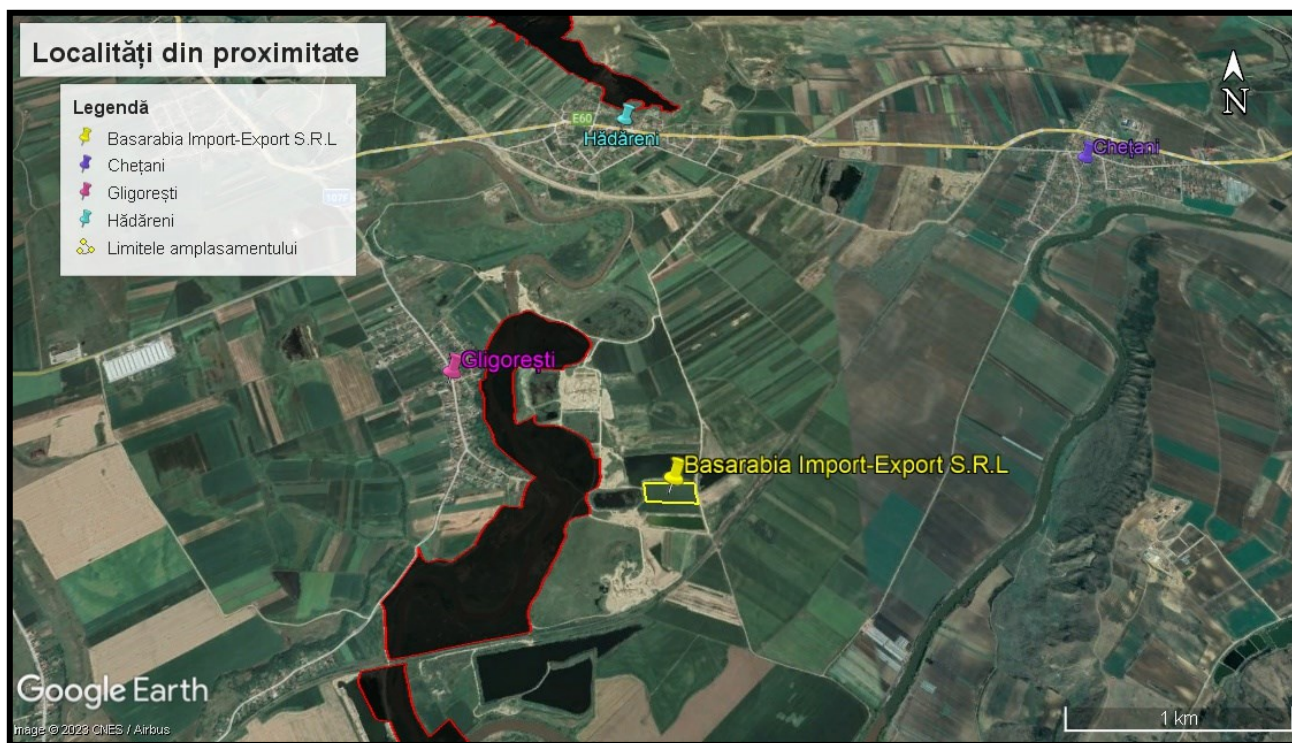 Localități din proximitate
Legendă
Basarabia Import-Export S.R.L
Chețani
Gligorești
Hădăreni
Limitele amplasamentului
N
E60
Hădăreni
Chețani
Gligorești
Basarabia Import-Export S.R.L
Google Earth
Image © 2023 CNES / Airbus
1 km